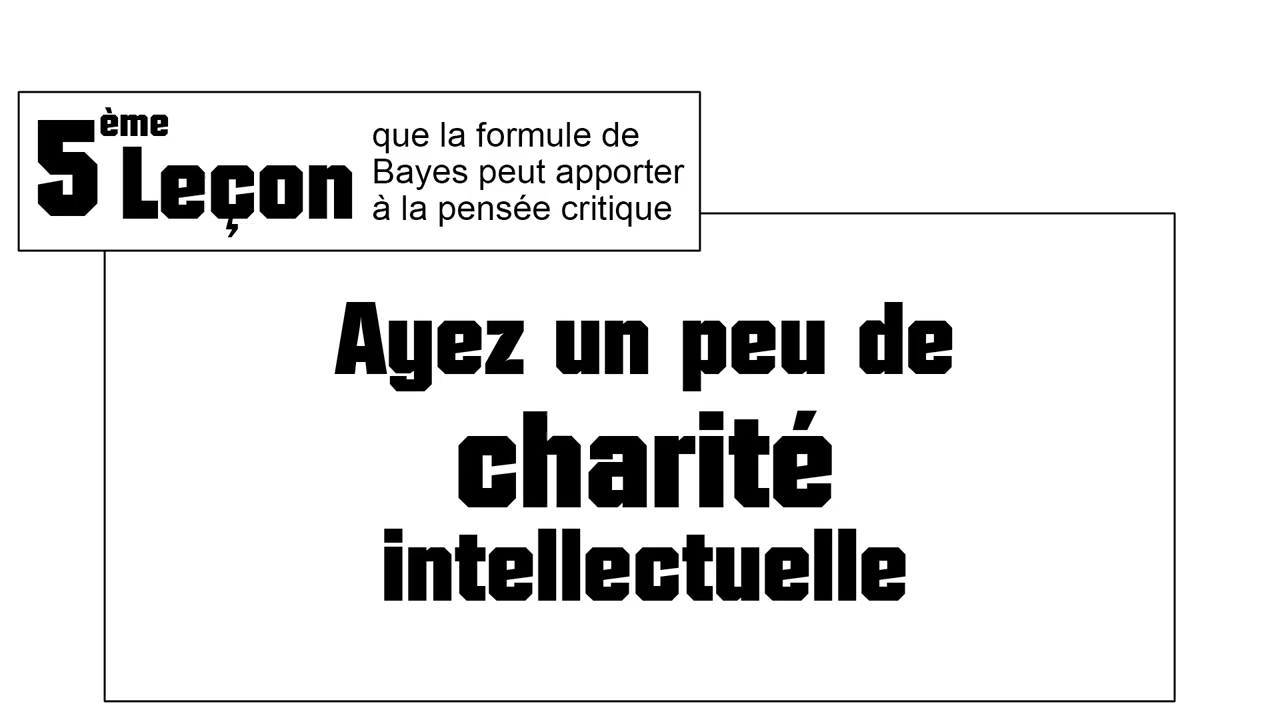 5ème Leçon
que la formule de
Bayes peut apporter
à la pensée critique
Ayez un peu de
charité
intellectuelle